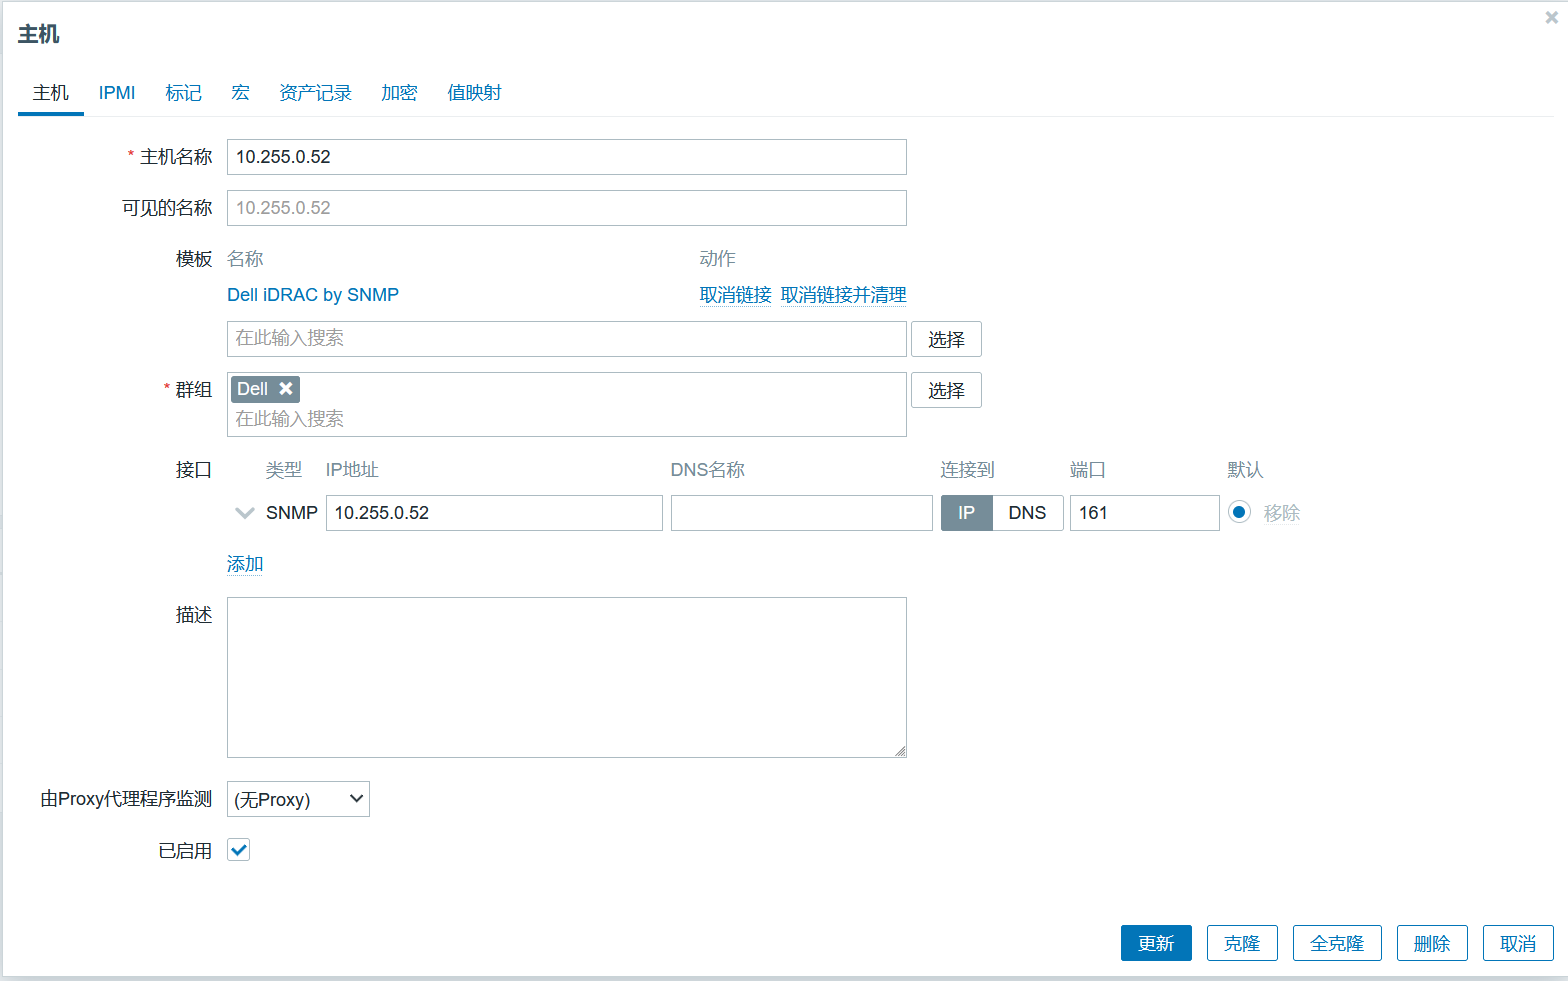 主机
主机 IPMI 标记 宏 资产记录 加密 值映射
* 主机名称 10.255.0.52
可见的名称 10.255.0.52
模板 名称 动作
Dell iDRAC by SNMP 取消链接 取消链接并清理
在此输入搜索 选择
* 群组 Dell 选择
在此输入搜索
接口 类型 IP地址 DNS名称 连接到 端口 默认
SNMP 10.255.0.52 IP DNS 161 移除
添加
描述
由Proxy代理程序监测 (无Proxy)
已启用
更新 克隆 全克隆 删除 取消